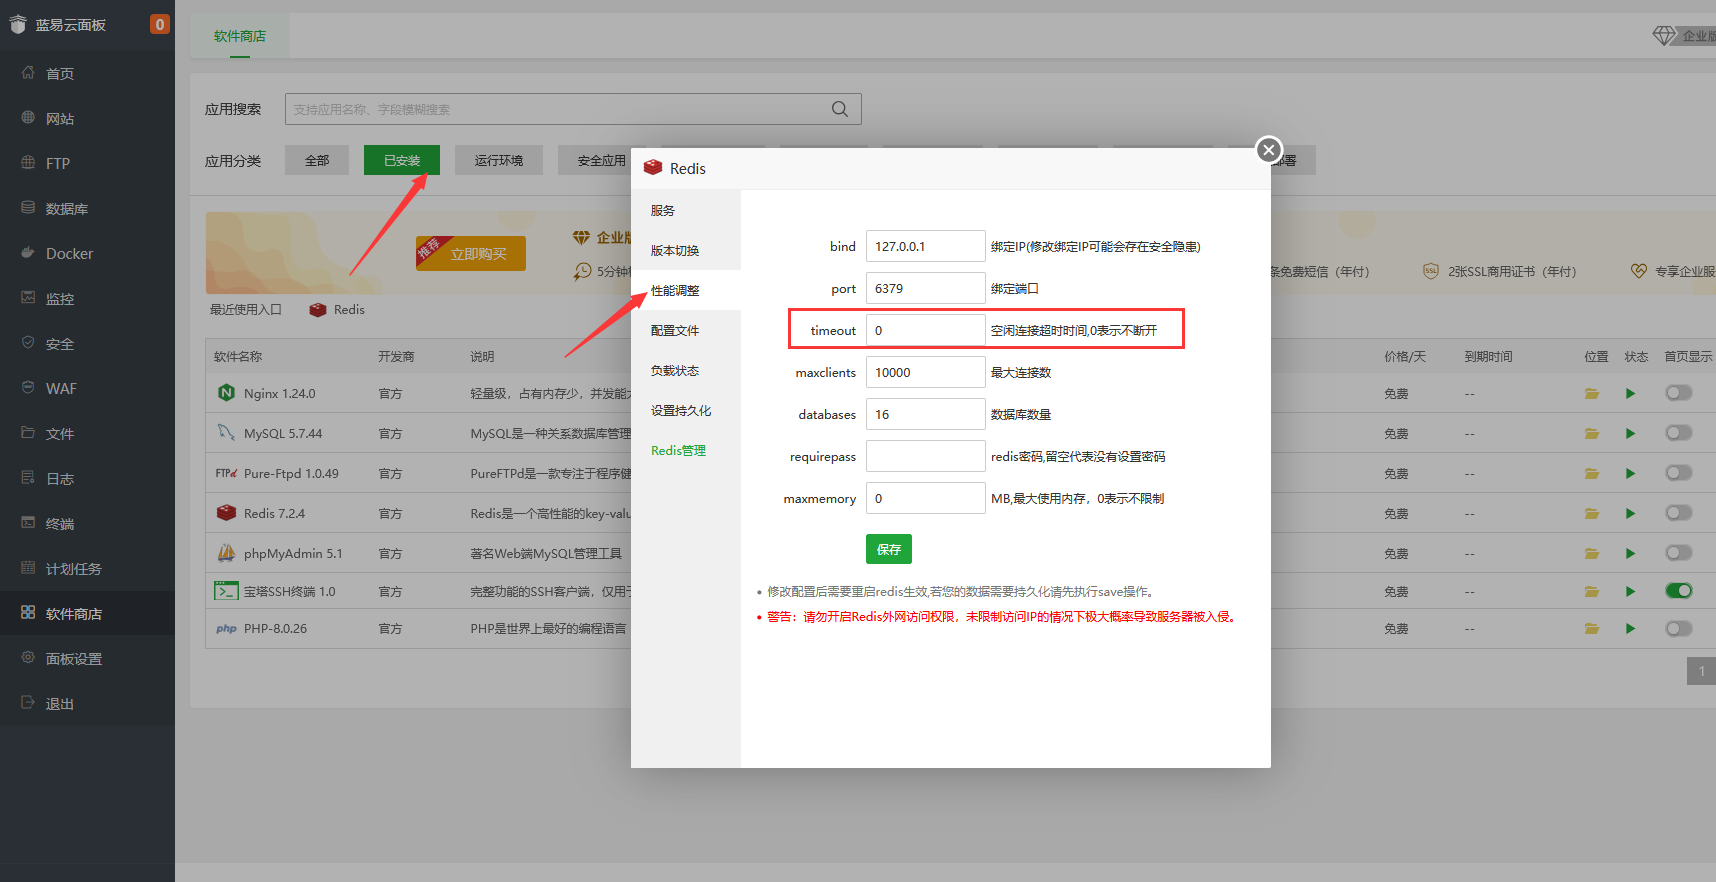 蓝易云面板
0
首页
网站
FTP
数据库
Docker
监控
安全
WAF
文件
日志
终端
计划任务
软件商店
面板设置
退出
软件商店
企业版
应用搜索
支持应用名称、字段模糊搜索
应用分类
全部
已安装
运行环境
安全应用
部署
推荐
立即购买
企业版
5分钟
条免费短信（年付）
SSL
2张SSL商用证书（年付）
专享企业服
最近使用入口
Redis
软件名称 开发商 说明 价格/天 到期时间 位置 状态 首页显示
Nginx 1.24.0 官方 轻量级，占有内存少，并发能 免费 --
MySQL 5.7.44 官方 MySQL是一种关系数据库管理 免费 --
FTPd Pure-Ftpd 1.0.49 官方 PureFTPd是一款专注于程序健 免费 --
Redis 7.2.4 官方 Redis是一个高性能的key-valu 免费 --
phpMyAdmin 5.1 官方 著名Web端MySQL管理工具 免费 --
宝塔SSH终端 1.0 官方 完整功能的SSH客户端，仅用于 免费 --
php PHP-8.0.26 官方 PHP是世界上最好的编程语言 免费 --
1
Redis
服务
版本切换
性能调整
配置文件
负载状态
设置持久化
Redis管理
bind 127.0.0.1 绑定IP(修改绑定IP可能会存在安全隐患)
port 6379 绑定端口
timeout 0 空闲连接超时时间,0表示不断开
maxclients 10000 最大连接数
databases 16 数据库数量
requirepass redis密码,留空代表没有设置密码
maxmemory 0 MB,最大使用内存，0表示不限制
保存
修改配置后需要重启redis生效,若您的数据需要持久化请先执行save操作。
警告：请勿开启Redis外网访问权限，未限制访问IP的情况下极大概率导致服务器被入侵。